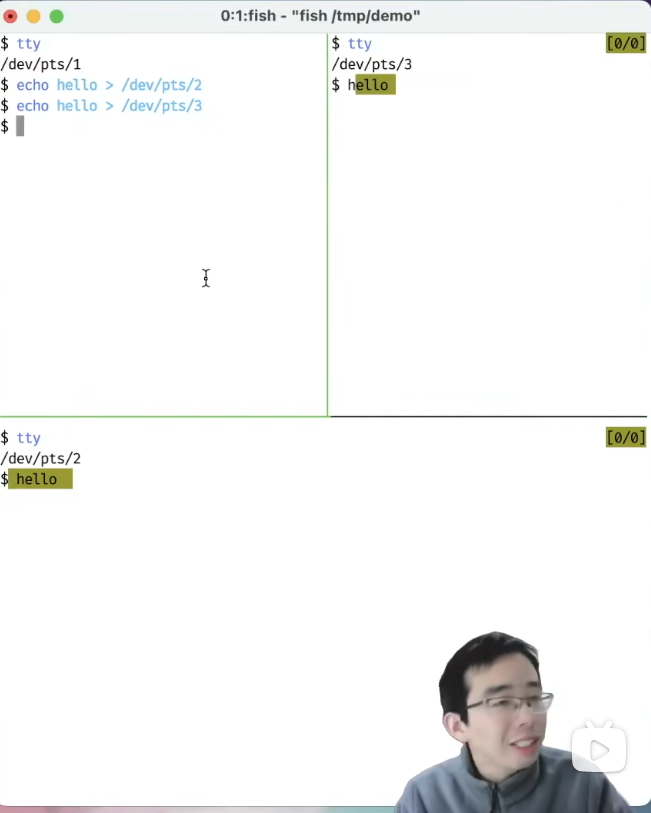 0:1:fish - "fish /tmp/demo"
$ tty
/dev/pts/1
$ echo hello > /dev/pts/2
$ echo hello > /dev/pts/3
$
$ tty [0/0]
/dev/pts/3
$ hello
$ tty [0/0]
/dev/pts/2
$ hello